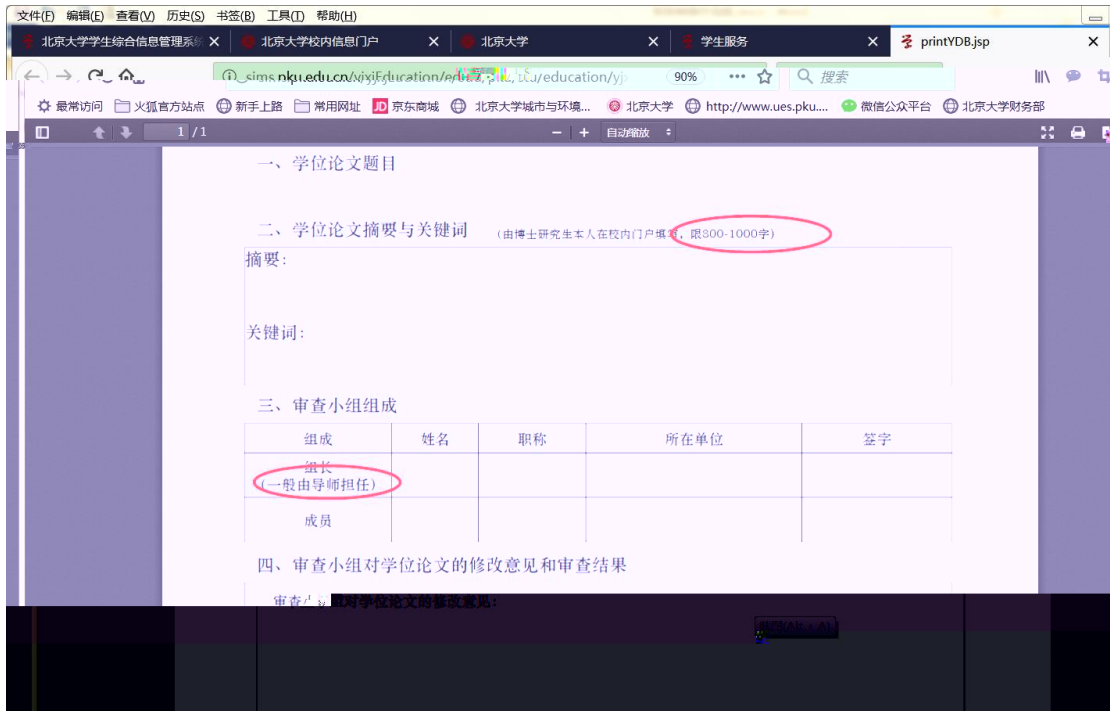 文件(F) 编辑(E) 查看(V) 历史(S) 书签(B) 工具(T) 帮助(H)
北京大学学生综合信息管理系统 × 北京大学校内信息门户 × 北京大学 × 学生服务 × printYDB.jsp ×
90% 搜索
最常访问 火狐官方站点 新手上路 常用网址 JD 京东商城 北京大学城市与环境... 北京大学 http://www.ues.pku.... 微信公众平台 北京大学财务部
1 / 1 − + 自动缩放
一、学位论文题目
二、学位论文摘要与关键词 (由博士研究生本人在校内门户填写，限800-1000字)
摘要：
关键词：
三、审查小组组成
组成 姓名 职称 所在单位 签字
组长
(一般由导师担任)
成员
四、审查小组对学位论文的修改意见和审查结果
审查小组对学位论文的修改意见：